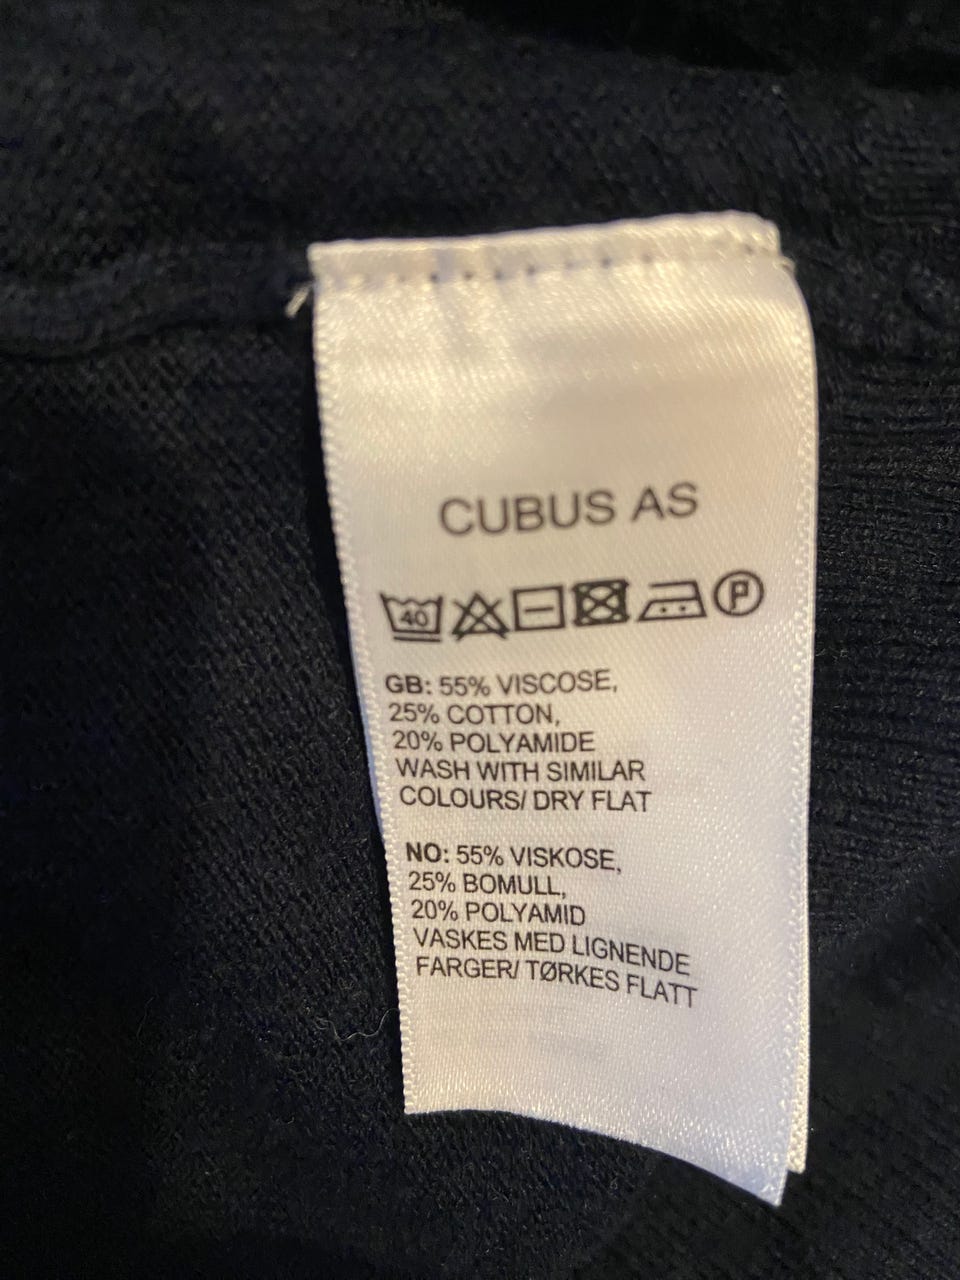 CUBUS AS
40 P
GB: 55% VISCOSE,
25% COTTON,
20% POLYAMIDE
WASH WITH SIMILAR
COLOURS/ DRY FLAT
NO: 55% VISKOSE,
25% BOMULL,
20% POLYAMID
VASKES MED LIGNENDE
FARGER/ TØRKES FLATT